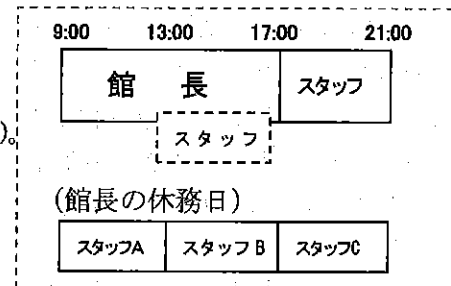 9:00 13:00 17:00 21:00
館 長 スタッフ
)。 スタッフ
(館長の休務日)
スタッフA スタッフB スタッフC